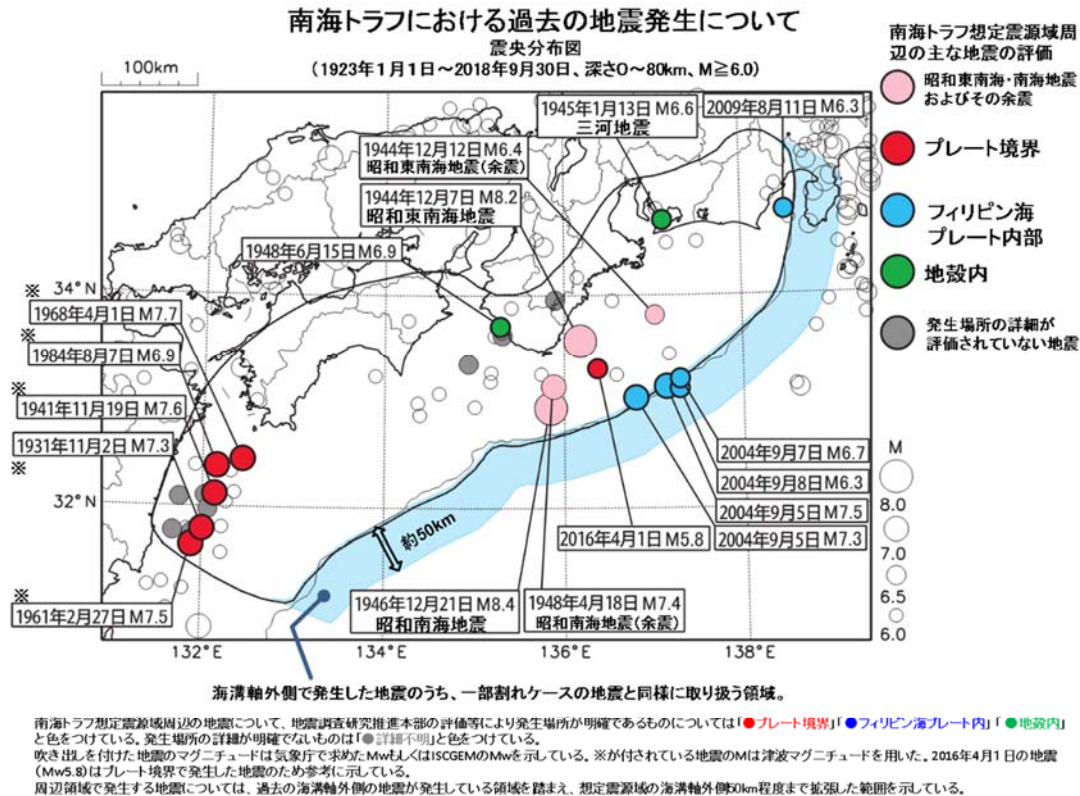 南海トラフにおける過去の地震発生について
震央分布図
(1923年1月1日～2018年9月30日、深さ0～80km、M≧6.0)
100km
南海トラフ想定震源域周
辺の主な地震の評価
昭和東南海・南海地震
およびその余震
プレート境界
フィリピン海
プレート内部
地殻内
発生場所の詳細が
評価されていない地震
1945年1月13日 M6.6
三河地震
2009年8月11日 M6.3
1944年12月12日 M6.4
昭和東南海地震(余震)
1944年12月7日 M8.2
昭和東南海地震
1948年6月15日 M6.9
34°N
※
1968年4月1日 M7.7
※
1984年8月7日 M6.9
※
1941年11月19日 M7.6
1931年11月2日 M7.3
※
32°N
2004年9月7日 M6.7
2004年9月8日 M6.3
2004年9月5日 M7.5
2004年9月5日 M7.3
2016年4月1日 M5.8
約50km
※
1961年2月27日 M7.5
1946年12月21日 M8.4
昭和南海地震
1948年4月18日 M7.4
昭和南海地震(余震)
M
8.0
7.0
6.5
6.0
132°E
134°E
136°E
138°E
海溝軸外側で発生した地震のうち、一部割れケースの地震と同様に取り扱う領域。
南海トラフ想定震源域周辺の地震について、地震調査研究推進本部の評価等により発生場所が明確であるものについては「●プレート境界」「●フィリピン海プレート内」「●地殻内」
と色をつけている。発生場所の詳細が明確でないものは「●詳細不明」と色をつけている。
吹き出しを付けた地震のマグニチュードは気象庁で求めたMwもしくはISCGEMのMwを示している。※が付されている地震のMは津波マグニチュードを用いた。2016年4月1日の地震
(Mw5.8)はプレート境界で発生した地震のため参考に示している。
周辺領域で発生する地震については、過去の海溝軸外側の地震が発生している領域を踏まえ、想定震源域の海溝軸外側50km程度まで拡張した範囲を示している。